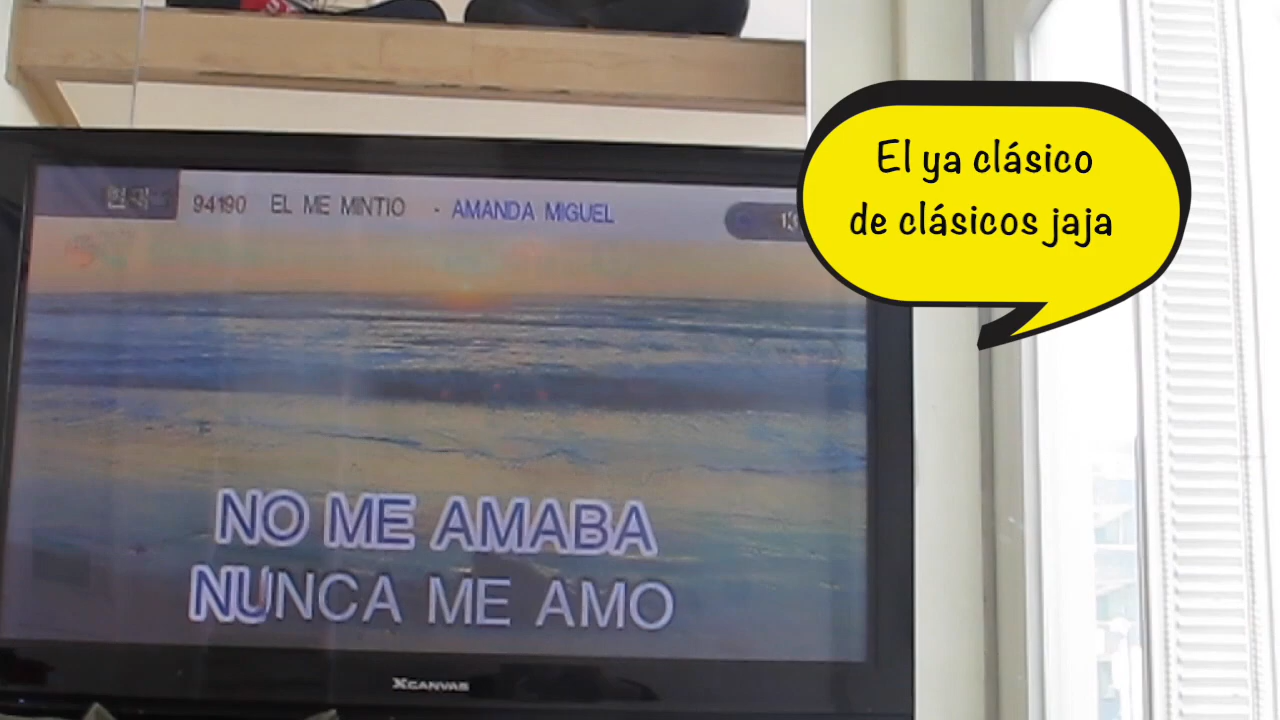 94190 EL ME MINTIO - AMANDA MIGUEL
13
El ya clásico
de clásicos jaja
NO ME AMABA
NUNCA ME AMO
XCANVAS